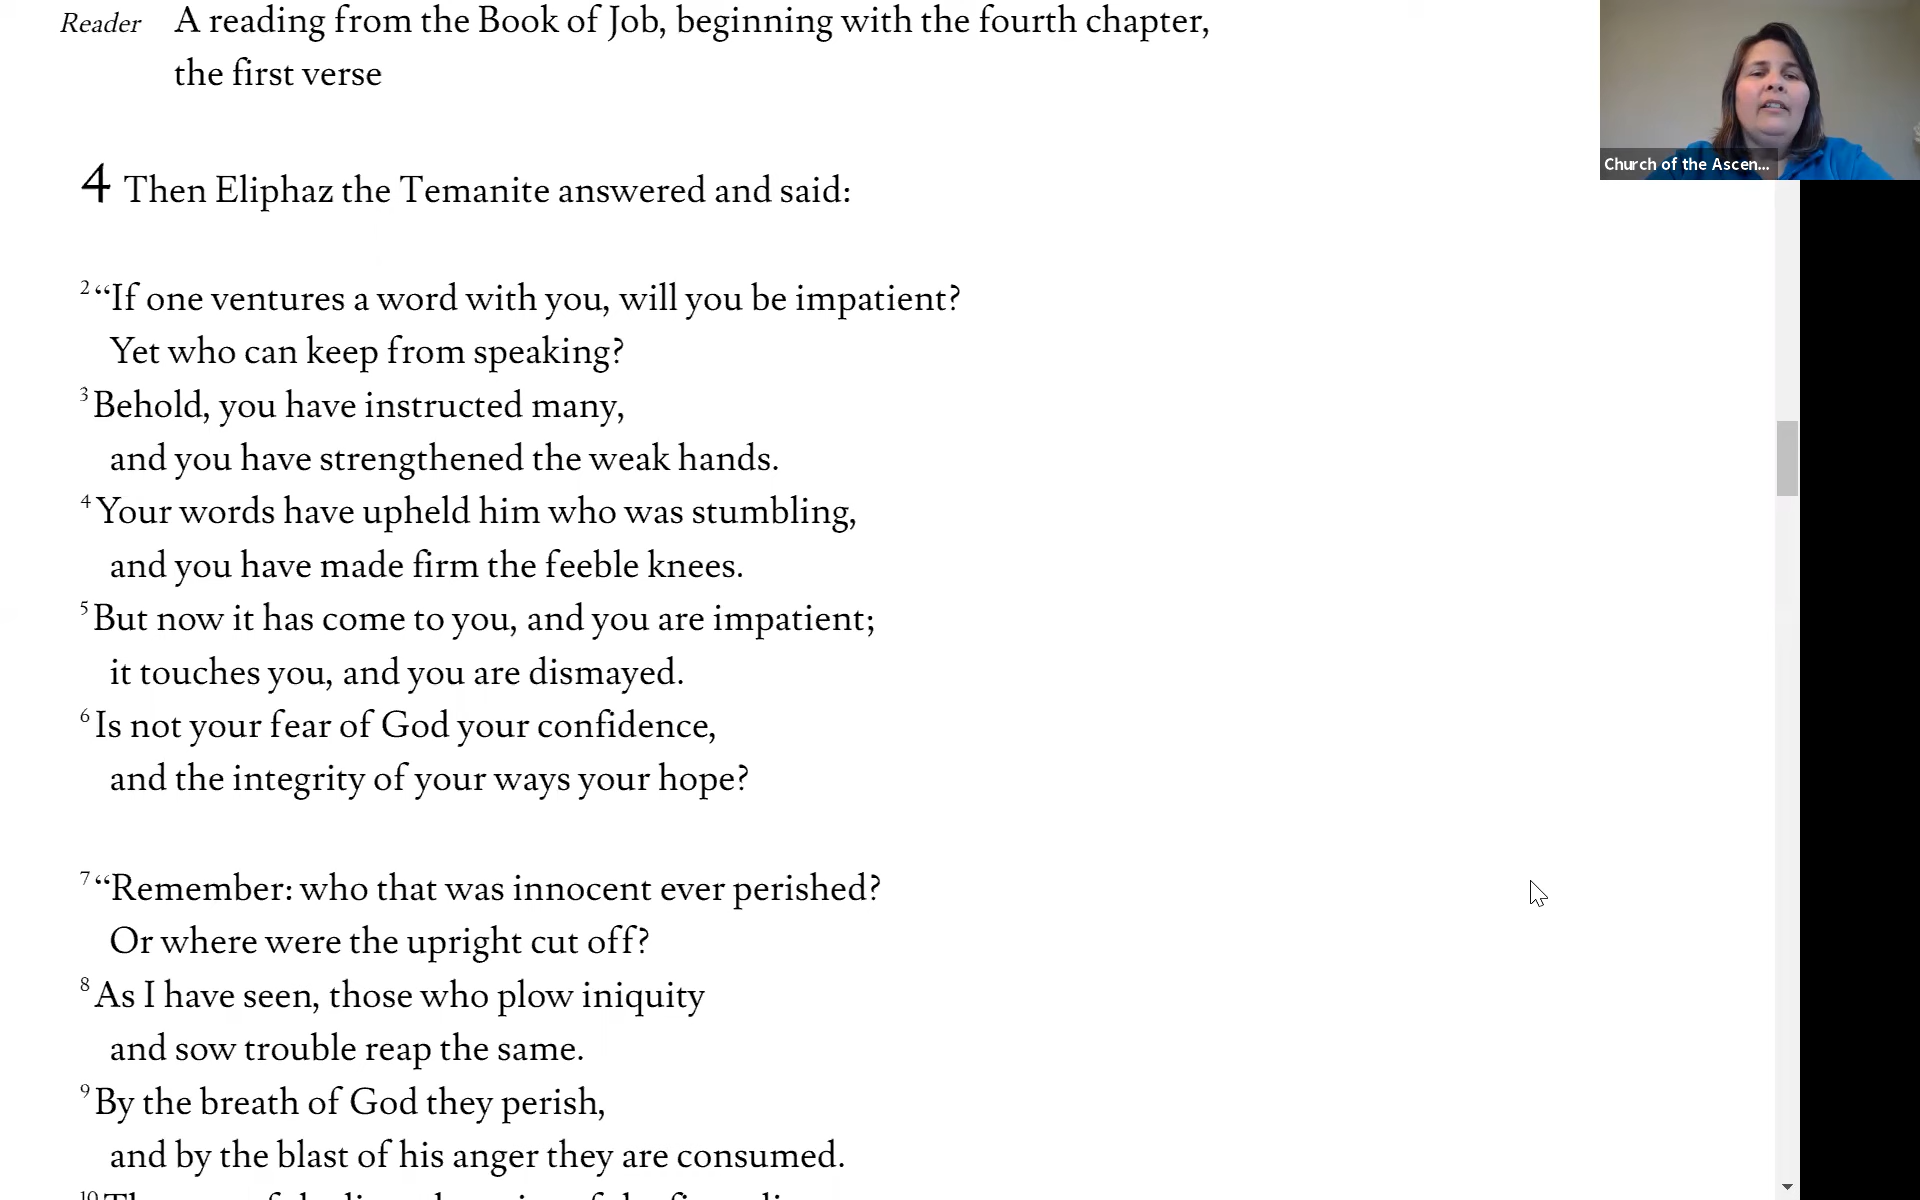 Reader A reading from the Book of Job, beginning with the fourth chapter,
the first verse
4 Then Eliphaz the Temanite answered and said:
2 “If one ventures a word with you, will you be impatient?
Yet who can keep from speaking?
3 Behold, you have instructed many,
and you have strengthened the weak hands.
4 Your words have upheld him who was stumbling,
and you have made firm the feeble knees.
5 But now it has come to you, and you are impatient;
it touches you, and you are dismayed.
6 Is not your fear of God your confidence,
and the integrity of your ways your hope?
7 “Remember: who that was innocent ever perished?
Or where were the upright cut off?
8 As I have seen, those who plow iniquity
and sow trouble reap the same.
9 By the breath of God they perish,
and by the blast of his anger they are consumed.
10
Church of the Ascen...